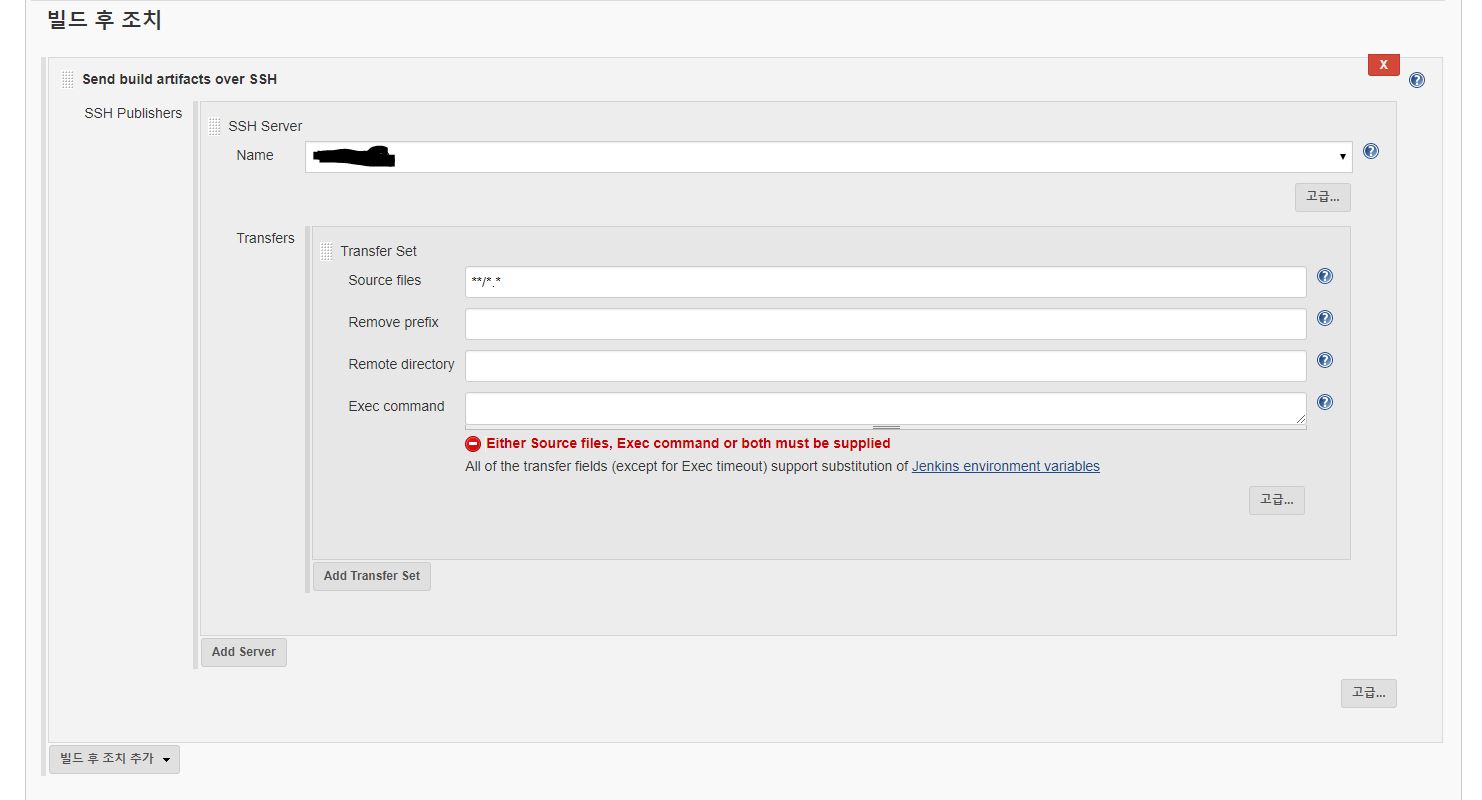 빌드 후 조치
X
Send build artifacts over SSH
SSH Publishers
SSH Server
Name
고급...
Transfers
Transfer Set
Source files
**/*.*
Remove prefix
Remote directory
Exec command
Either Source files, Exec command or both must be supplied
All of the transfer fields (except for Exec timeout) support substitution of Jenkins environment variables
고급...
Add Transfer Set
Add Server
고급...
빌드 후 조치 추가